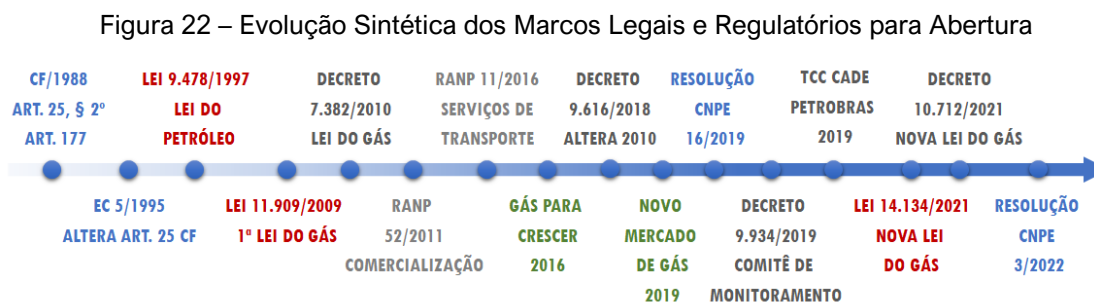 Figura 22 – Evolução Sintética dos Marcos Legais e Regulatórios para Abertura
CF/1988
ART. 25, § 2º
ART. 177
LEI 9.478/1997
LEI DO
PETRÓLEO
DECRETO
7.382/2010
LEI DO GÁS
RANP 11/2016
SERVIÇOS DE
TRANSPORTE
DECRETO
9.616/2018
ALTERA 2010
RESOLUÇÃO
CNPE
16/2019
TCC CADE
PETROBRAS
2019
DECRETO
10.712/2021
NOVA LEI DO GÁS
EC 5/1995
ALTERA ART. 25 CF
LEI 11.909/2009
1ª LEI DO GÁS
RANP
52/2011
COMERCIALIZAÇÃO
GÁS PARA
CRESCER
2016
NOVO
MERCADO
DE GÁS
2019
DECRETO
9.934/2019
COMITÊ DE
MONITORAMENTO
LEI 14.134/2021
NOVA LEI
DO GÁS
RESOLUÇÃO
CNPE
3/2022